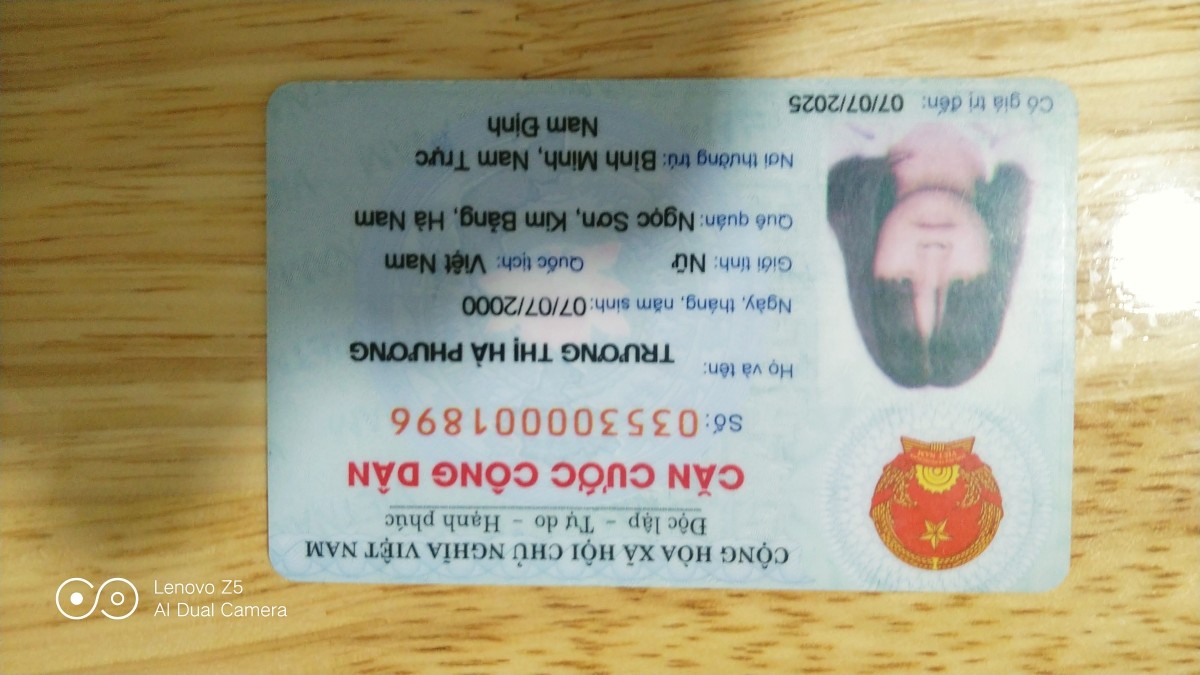 CỘNG HÒA XÃ HỘI CHỦ NGHĨA VIỆT NAM
Độc lập - Tự do - Hạnh phúc
CĂN CƯỚC CÔNG DÂN
Số: 035300001896
Họ và tên:
TRƯƠNG THỊ HÀ PHƯƠNG
Ngày, tháng, năm sinh: 07/07/2000
Giới tính: NỮ Quốc tịch: Việt Nam
Quê quán: Ngọc Sơn, Kim Bảng, Hà Nam
Nơi thường trú: Bình Minh, Nam Trực
Nam Định
Có giá trị đến: 07/07/2025
Lenovo Z5
AI Dual Camera